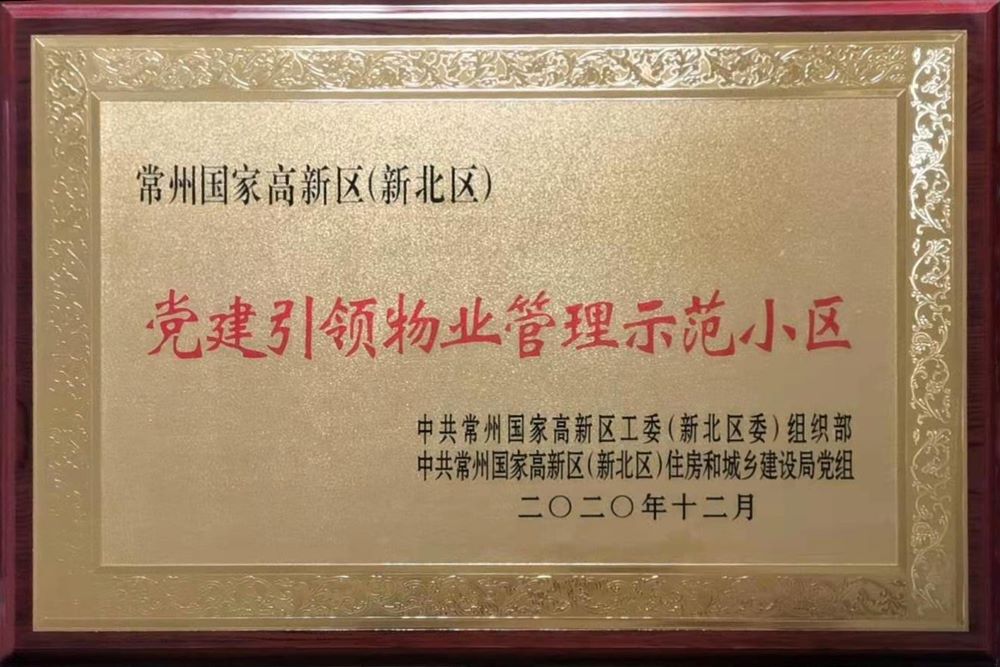 常州国家高新区(新北区)
党建引领物业管理示范小区
中共常州国家高新区工委(新北区委)组织部
中共常州国家高新区(新北区)住房和城乡建设局党组
二〇二〇年十二月